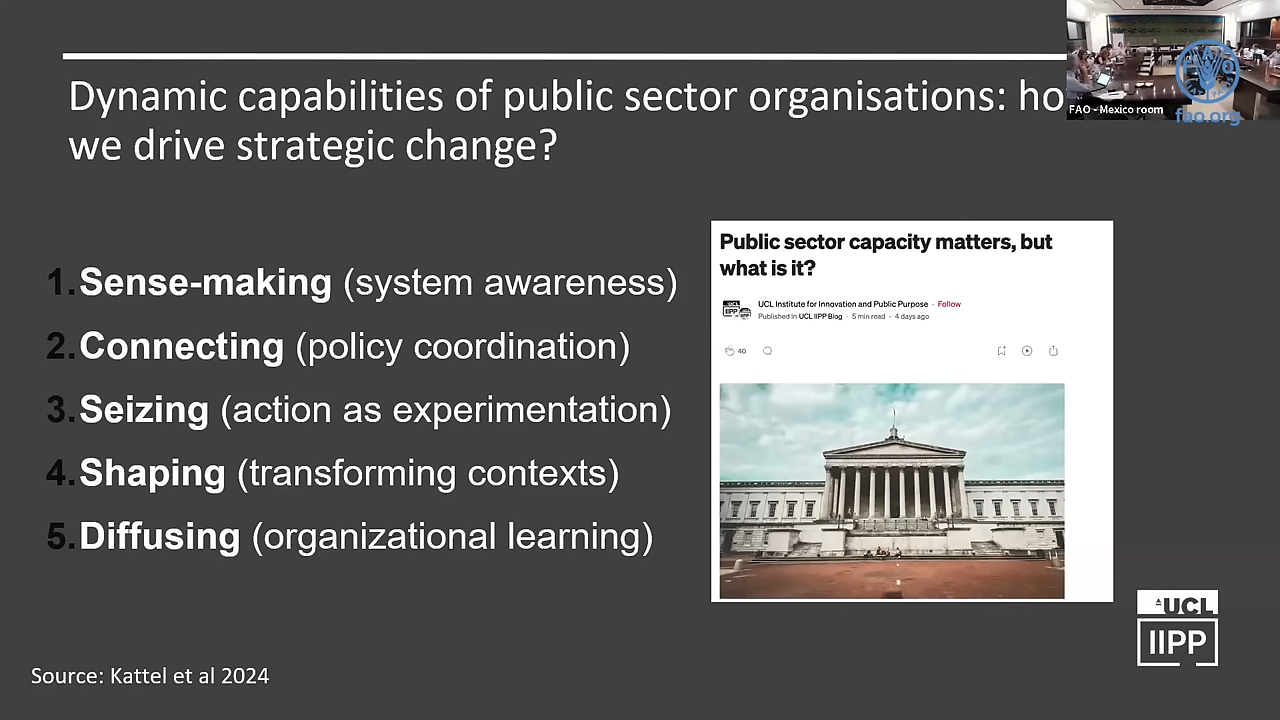 Dynamic capabilities of public sector organisations: ho
we drive strategic change?
FAO - Mexico room
FAO
fao.org
1. Sense-making (system awareness)
2. Connecting (policy coordination)
3. Seizing (action as experimentation)
4. Shaping (transforming contexts)
5. Diffusing (organizational learning)
Public sector capacity matters, but
what is it?
UCL
IIPP
UCL Institute for Innovation and Public Purpose · Follow
Published in UCL IIPP Blog · 5 min read · 4 days ago
40
UCL
IIPP
Source: Kattel et al 2024